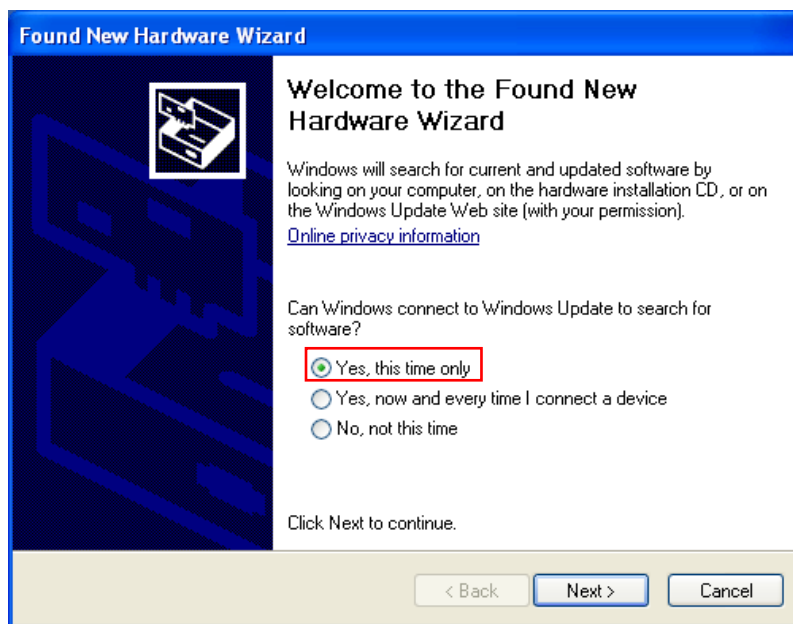 Found New Hardware Wizard
Welcome to the Found New
Hardware Wizard
Windows will search for current and updated software by
looking on your computer, on the hardware installation CD, or on
the Windows Update Web site (with your permission).
Online privacy information
Can Windows connect to Windows Update to search for
software?
Yes, this time only
Yes, now and every time I connect a device
No, not this time
Click Next to continue.
< Back Next > Cancel